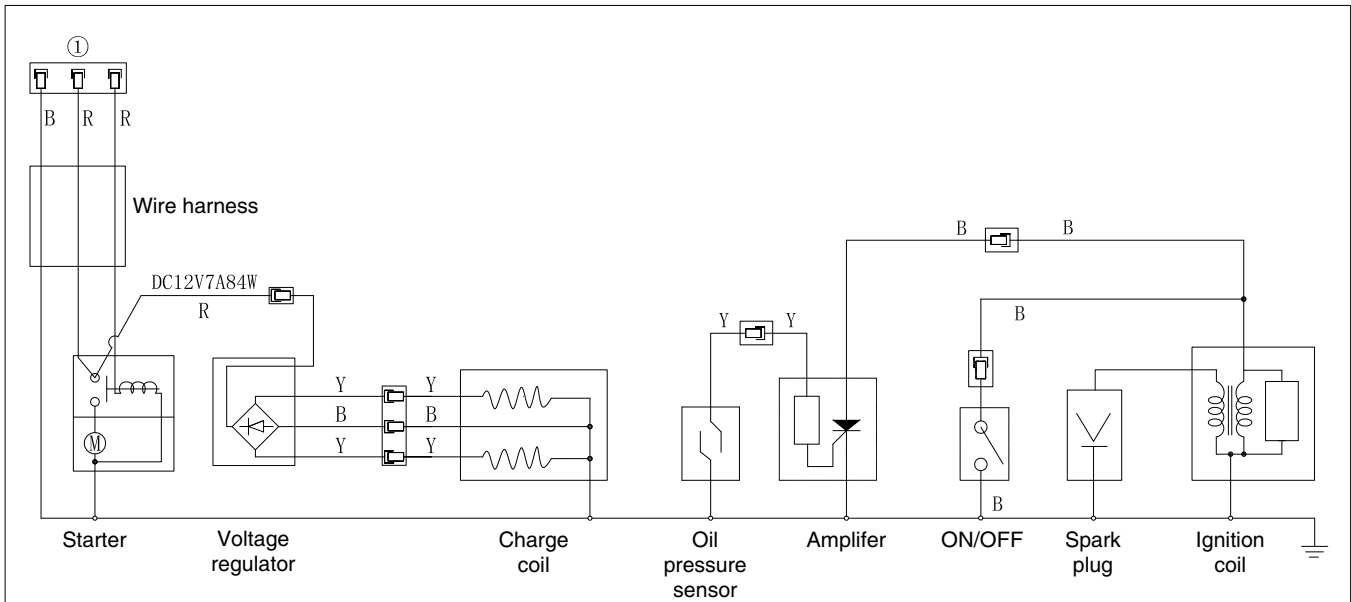 ①
B R R
Wire harness
DC12V7A84W
R
B B
B
Y Y
Y Y
B B
Y Y
M
B
Starter
Voltage
regulator
Charge
coil
Oil
pressure
sensor
Amplifer
ON/OFF
Spark
plug
Ignition
coil